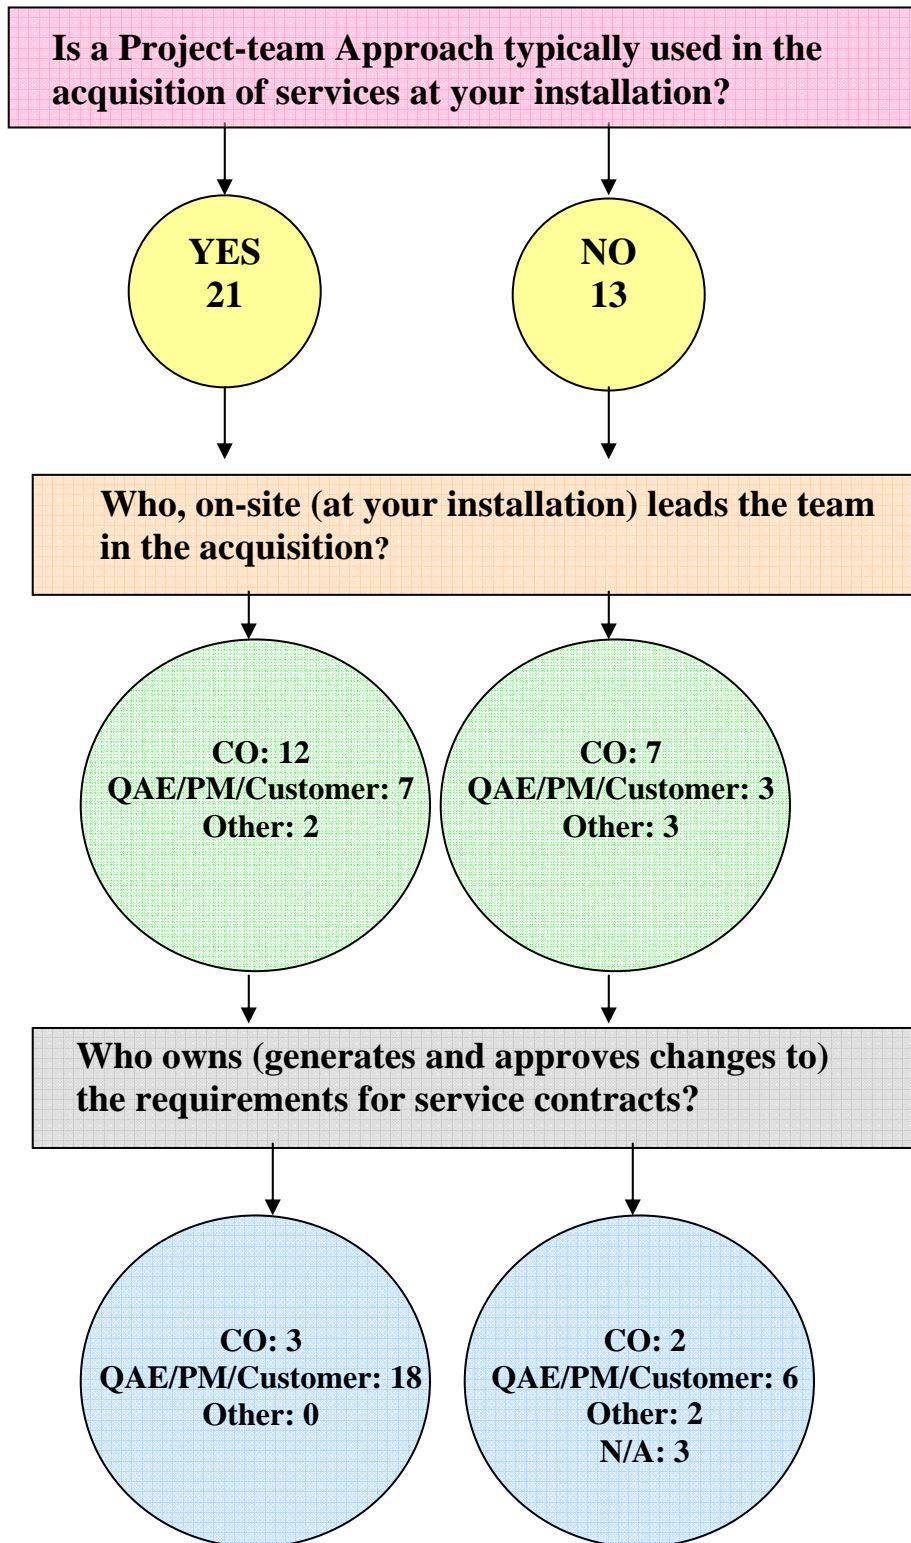 Is a Project-team Approach typically used in the
acquisition of services at your installation?
YES
21
NO
13
Who, on-site (at your installation) leads the team
in the acquisition?
CO: 12
QAE/PM/Customer: 7
Other: 2
CO: 7
QAE/PM/Customer: 3
Other: 3
Who owns (generates and approves changes to)
the requirements for service contracts?
CO: 3
QAE/PM/Customer: 18
Other: 0
CO: 2
QAE/PM/Customer: 6
Other: 2
N/A: 3